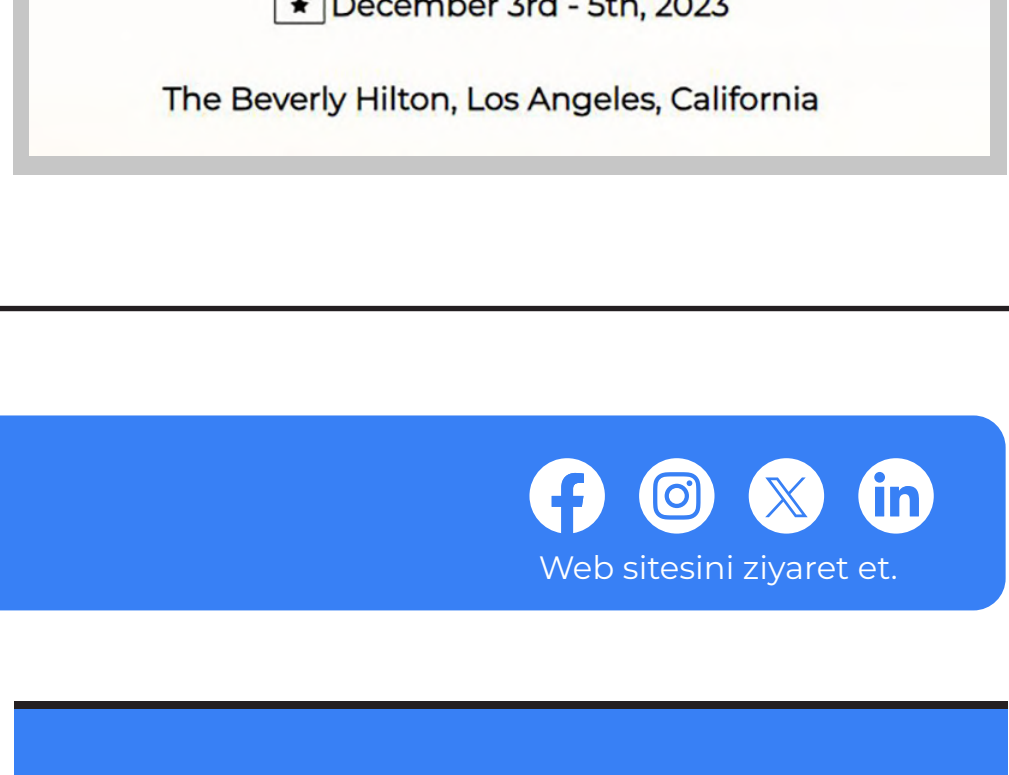 December 3rd - 5th, 2023
The Beverly Hilton, Los Angeles, California
Web sitesini ziyaret et.